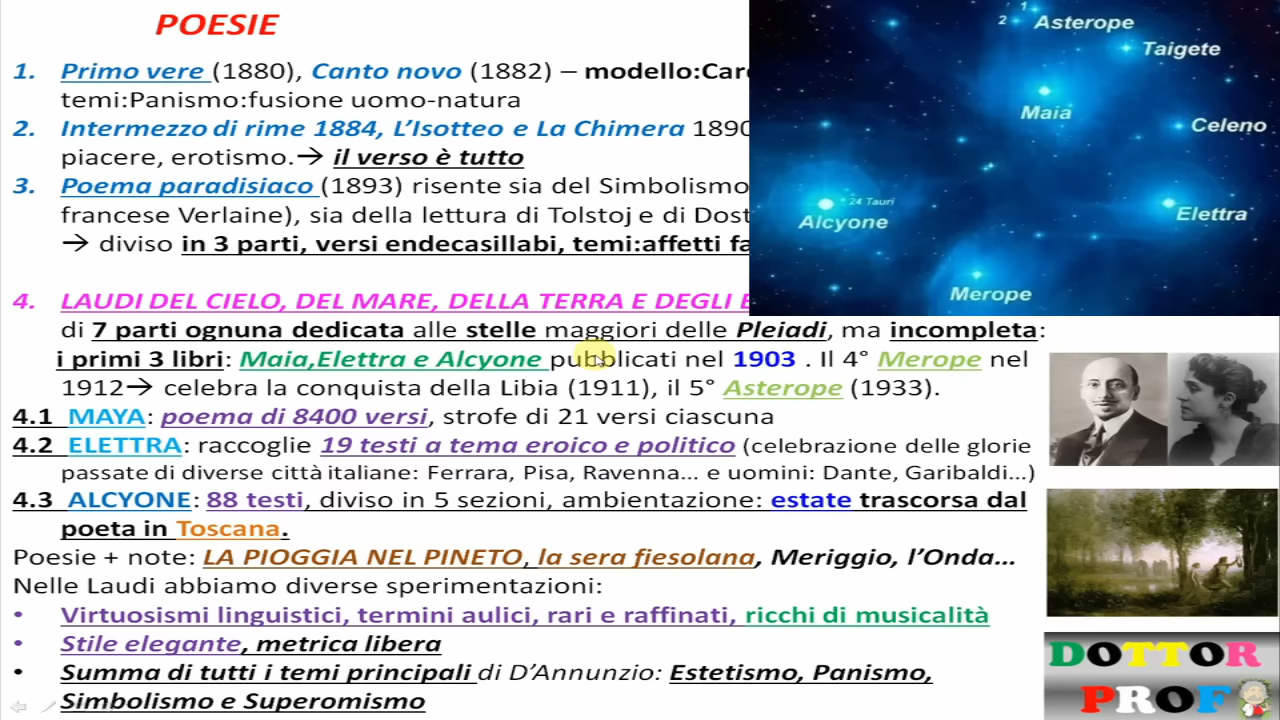 POESIE
1. Primo vere (1880), Canto novo (1882) – modello:Card
temi:Panismo:fusione uomo-natura
2. Intermezzo di rime 1884, L’Isotteo e La Chimera 1890
piacere, erotismo.→ il verso è tutto
3. Poema paradisiaco (1893) risente sia del Simbolismo
francese Verlaine), sia della lettura di Tolstoj e di Dost
→ diviso in 3 parti, versi endecasillabi, temi:affetti fa
4. LAUDI DEL CIELO, DEL MARE, DELLA TERRA E DEGLI E
di 7 parti ognuna dedicata alle stelle maggiori delle Pleiadi, ma incompleta:
i primi 3 libri: Maia,Elettra e Alcyone pubblicati nel 1903 . Il 4° Merope nel
1912→ celebra la conquista della Libia (1911), il 5° Asterope (1933).
4.1 MAYA: poema di 8400 versi, strofe di 21 versi ciascuna
4.2 ELETTRA: raccoglie 19 testi a tema eroico e politico (celebrazione delle glorie
passate di diverse città italiane: Ferrara, Pisa, Ravenna... e uomini: Dante, Garibaldi...)
4.3 ALCYONE: 88 testi, diviso in 5 sezioni, ambientazione: estate trascorsa dal
poeta in Toscana.
Poesie + note: LA PIOGGIA NEL PINETO, la sera fiesolana, Meriggio, l’Onda...
Nelle Laudi abbiamo diverse sperimentazioni:
• Virtuosismi linguistici, termini aulici, rari e raffinati, ricchi di musicalità
• Stile elegante, metrica libera
• Summa di tutti i temi principali di D’Annunzio: Estetismo, Panismo,
Simbolismo e Superomismo
1
2 Asterope
Taigete
Maia
Celeno
24 Tauri
Alcyone
Elettra
Merope
DOTTOR
PROF